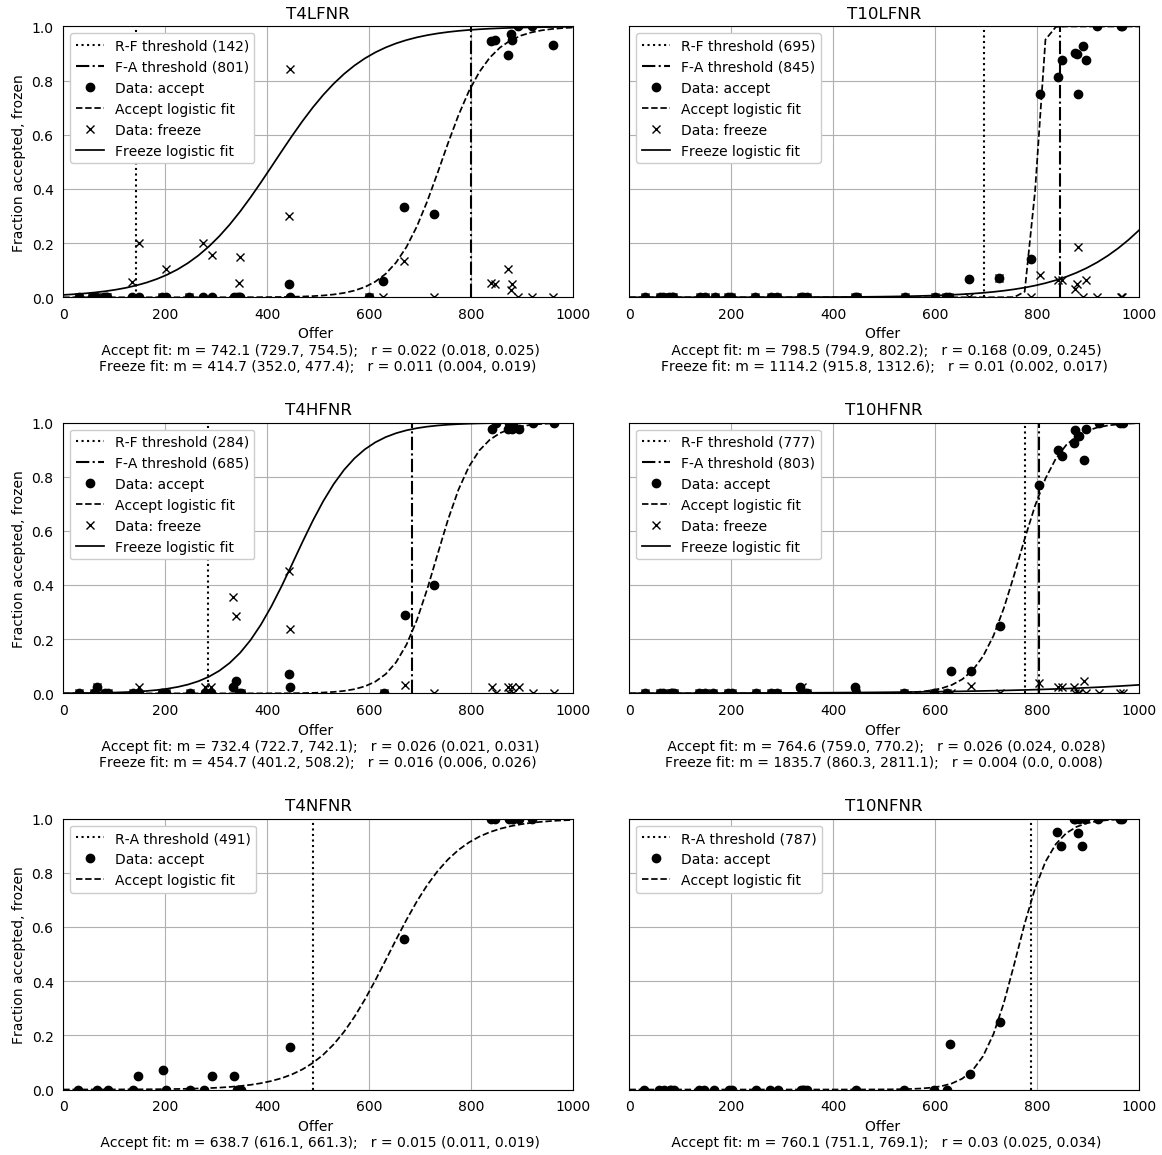 T4LFNR
R-F threshold (142)
F-A threshold (801)
Data: accept
Accept logistic fit
Data: freeze
Freeze logistic fit
Fraction accepted, frozen
1.0
0.8
0.6
0.4
0.2
0.0
0 200 400 600 800 1000
Offer
Accept fit: m = 742.1 (729.7, 754.5); r = 0.022 (0.018, 0.025)
Freeze fit: m = 414.7 (352.0, 477.4); r = 0.011 (0.004, 0.019)
T10LFNR
R-F threshold (695)
F-A threshold (845)
Data: accept
Accept logistic fit
Data: freeze
Freeze logistic fit
0 200 400 600 800 1000
Offer
Accept fit: m = 798.5 (794.9, 802.2); r = 0.168 (0.09, 0.245)
Freeze fit: m = 1114.2 (915.8, 1312.6); r = 0.01 (0.002, 0.017)
T4HFNR
R-F threshold (284)
F-A threshold (685)
Data: accept
Accept logistic fit
Data: freeze
Freeze logistic fit
Fraction accepted, frozen
1.0
0.8
0.6
0.4
0.2
0.0
0 200 400 600 800 1000
Offer
Accept fit: m = 732.4 (722.7, 742.1); r = 0.026 (0.021, 0.031)
Freeze fit: m = 454.7 (401.2, 508.2); r = 0.016 (0.006, 0.026)
T10HFNR
R-F threshold (777)
F-A threshold (803)
Data: accept
Accept logistic fit
Data: freeze
Freeze logistic fit
0 200 400 600 800 1000
Offer
Accept fit: m = 764.6 (759.0, 770.2); r = 0.026 (0.024, 0.028)
Freeze fit: m = 1835.7 (860.3, 2811.1); r = 0.004 (0.0, 0.008)
T4NFNR
R-A threshold (491)
Data: accept
Accept logistic fit
Fraction accepted, frozen
1.0
0.8
0.6
0.4
0.2
0.0
0 200 400 600 800 1000
Offer
Accept fit: m = 638.7 (616.1, 661.3); r = 0.015 (0.011, 0.019)
T10NFNR
R-A threshold (787)
Data: accept
Accept logistic fit
0 200 400 600 800 1000
Offer
Accept fit: m = 760.1 (751.1, 769.1); r = 0.03 (0.025, 0.034)